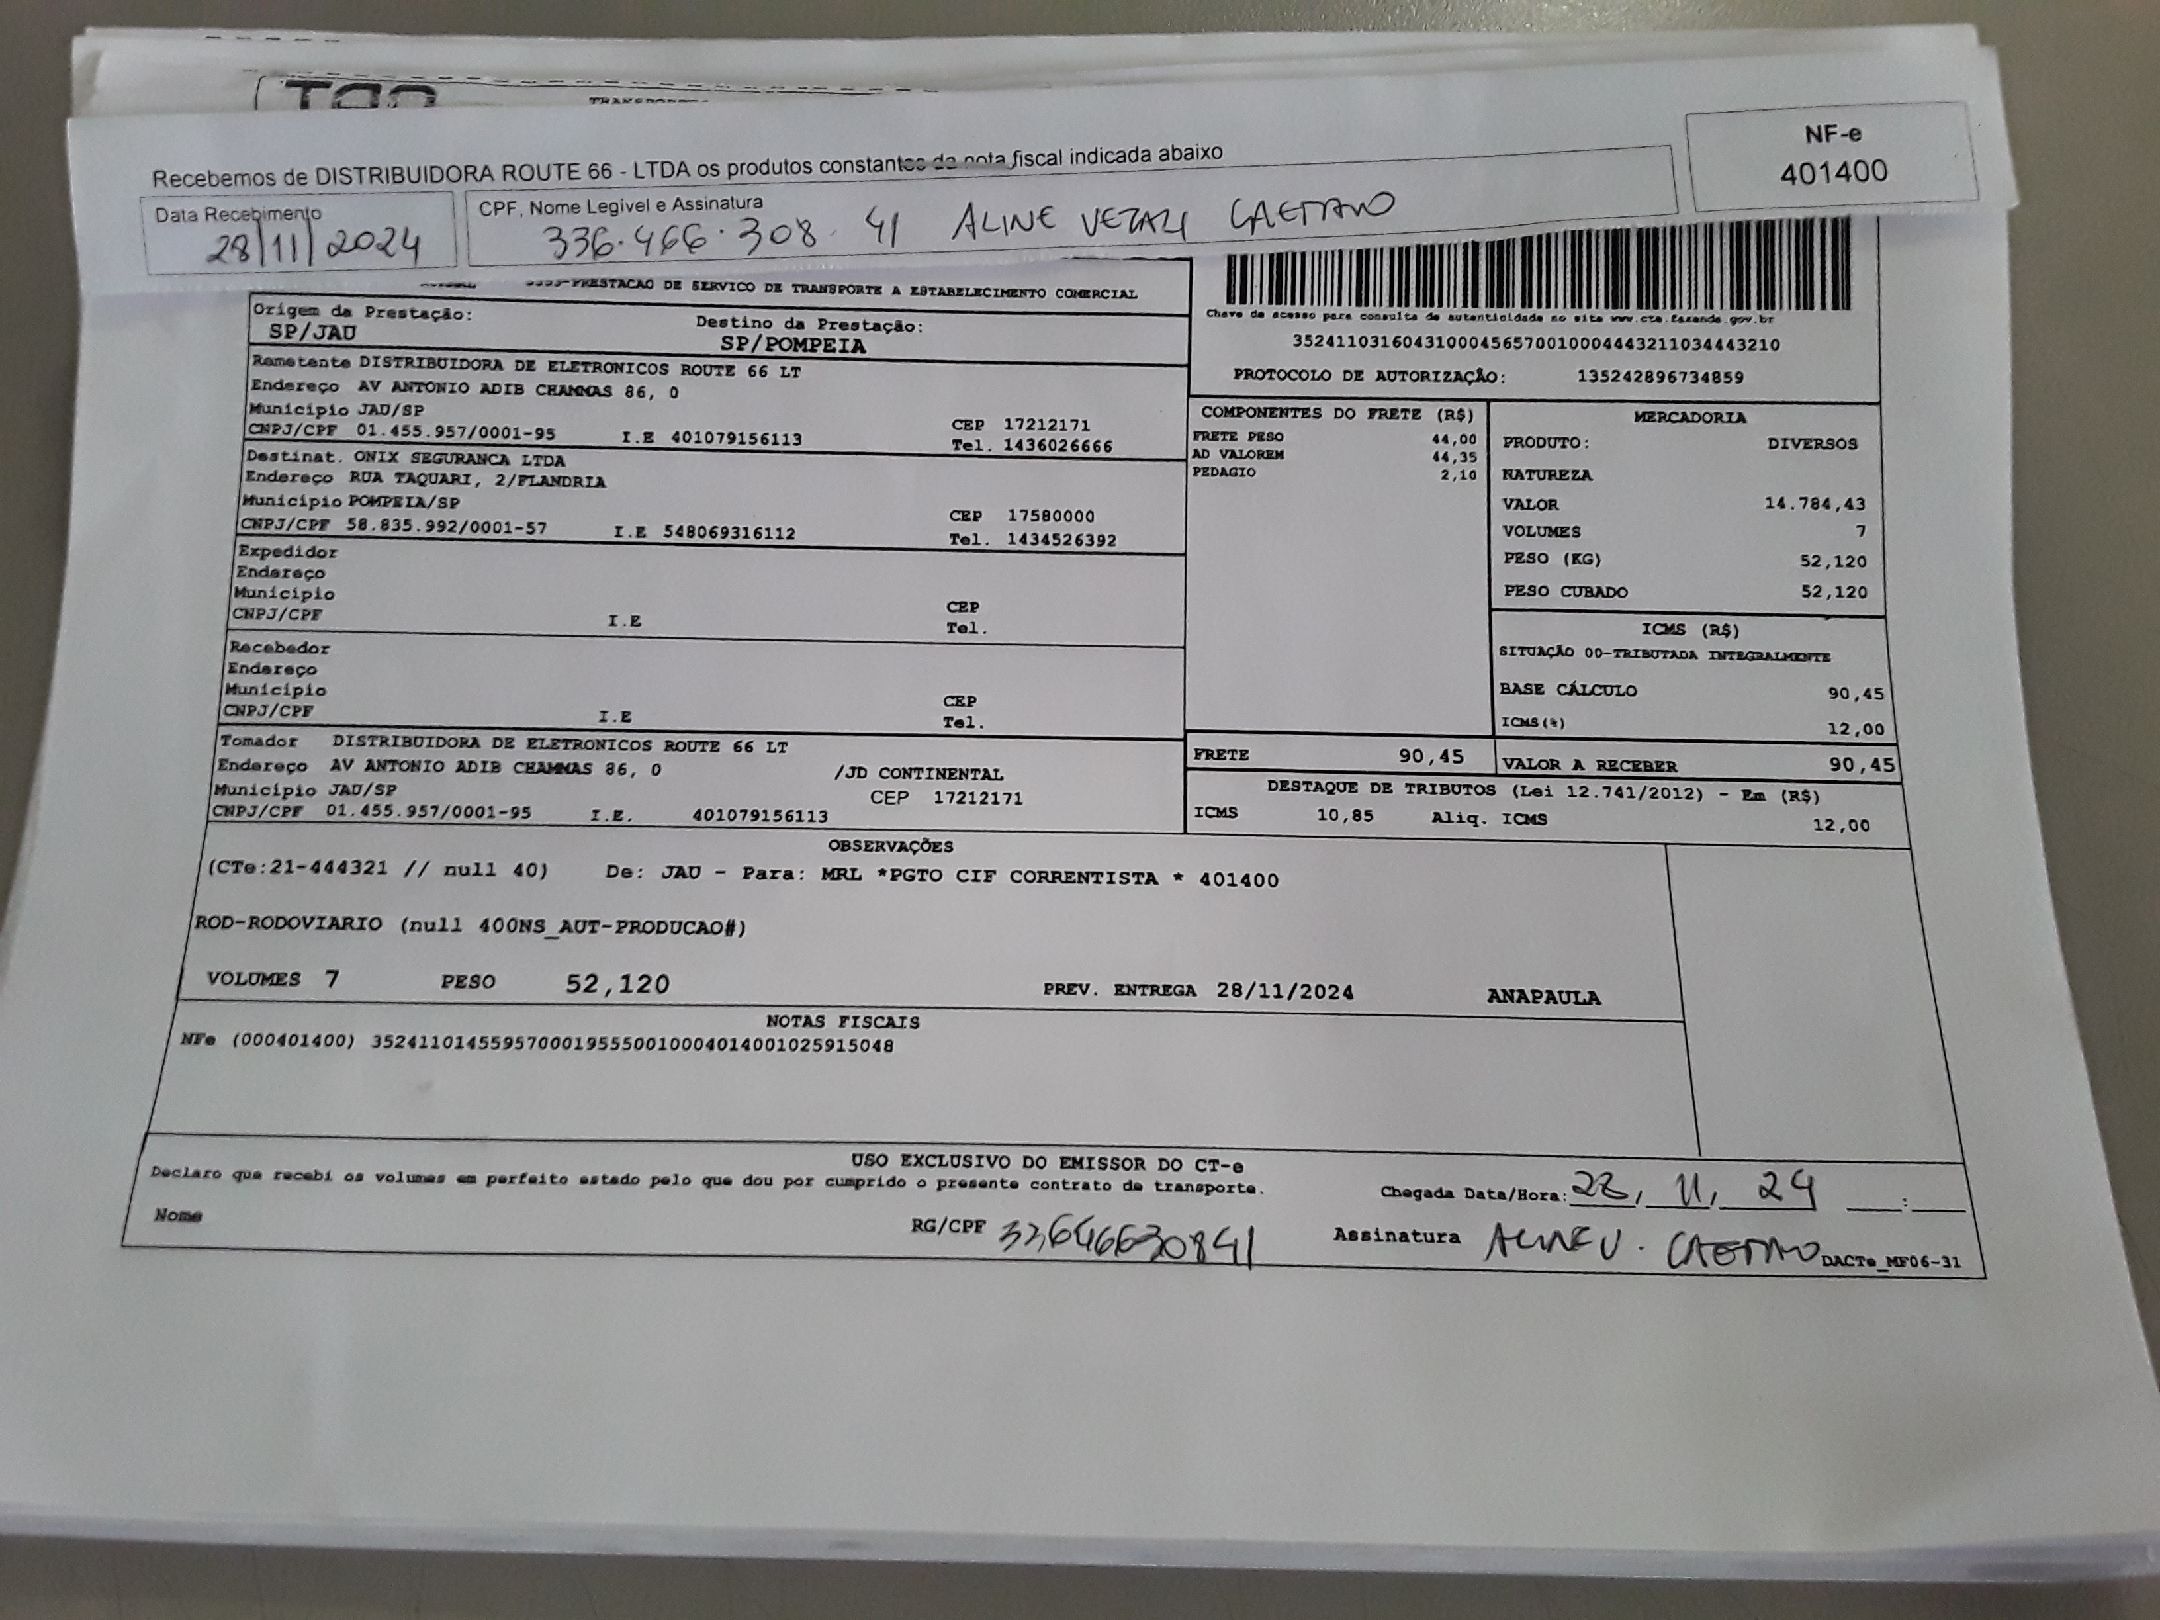 Recebemos de DISTRIBUIDORA ROUTE 66 - LTDA os produtos constantes da nota fiscal indicada abaixo
NF-e
401400
Data Recebimento
28/11/2024
CPF, Nome Legivel e Assinatura
336.466.308.41 ALINE CAETANO
PRESTACAO DE SERVICO DE TRANSPORTE A ESTABELECIMENTO COMERCIAL
Origem da Prestação:
SP/JAU
Destino da Prestação:
SP/POMPEIA
Remetente DISTRIBUIDORA DE ELETRONICOS ROUTE 66 LT
Endereço AV ANTONIO ADIB CHAMMAS 86, 0
Município JAU/SP CEP 17212171
CNPJ/CPF 01.455.957/0001-95 I.E 401079156113 Tel. 1436026666
Destinat. ONIX SEGURANCA LTDA
Endereço RUA TAQUARI, 2/FLANDRIA
Município POMPEIA/SP CEP 17580000
CNPJ/CPF 58.835.992/0001-57 I.E 548069316112 Tel. 1434526392
Expedidor
Endereço
Município CEP
CNPJ/CPF I.E Tel.
Recebedor
Endereço
Município CEP
CNPJ/CPF I.E Tel.
Tomador DISTRIBUIDORA DE ELETRONICOS ROUTE 66 LT
Endereço AV ANTONIO ADIB CHAMMAS 86, 0 /JD CONTINENTAL
Município JAU/SP CEP 17212171
CNPJ/CPF 01.455.957/0001-95 I.E. 401079156113
Chave de acesso para consulta de autenticidade no site www.cte.fazenda.gov.br
35241103160431000456570010004443211034443210
PROTOCOLO DE AUTORIZAÇÃO: 135242896734859
COMPONENTES DO FRETE (R$)
FRETE PESO 44,00
AD VALOREM 44,35
PEDAGIO 2,10
MERCADORIA
PRODUTO: DIVERSOS
NATUREZA
VALOR 14.784,43
VOLUMES 7
PESO (KG) 52,120
PESO CUBADO 52,120
ICMS (R$)
SITUAÇÃO 00-TRIBUTADA INTEGRALMENTE
BASE CÁLCULO 90,45
ICMS(%) 12,00
FRETE 90,45
VALOR A RECEBER 90,45
DESTAQUE DE TRIBUTOS (Lei 12.741/2012) - Em (R$)
ICMS 10,85 Aliq. ICMS 12,00
OBSERVAÇÕES
(CTe:21-444321 // null 40) De: JAU - Para: MRL *PGTO CIF CORRENTISTA * 401400
ROD-RODOVIARIO (null 400NS_AUT-PRODUCAO#)
VOLUMES 7 PESO 52,120 PREV. ENTREGA 28/11/2024 ANAPAULA
NOTAS FISCAIS
NFe (000401400) 35241101455957000195550010004014001025915048
USO EXCLUSIVO DO EMISSOR DO CT-e
Declaro que recebi os volumes em perfeito estado pelo que dou por cumprido o presente contrato de transporte.
Chegada Data/Hora: 28, 11, 24 :
Nome RG/CPF 33646630841 Assinatura ALINE V. CAETANO
DACTe_MF06-31